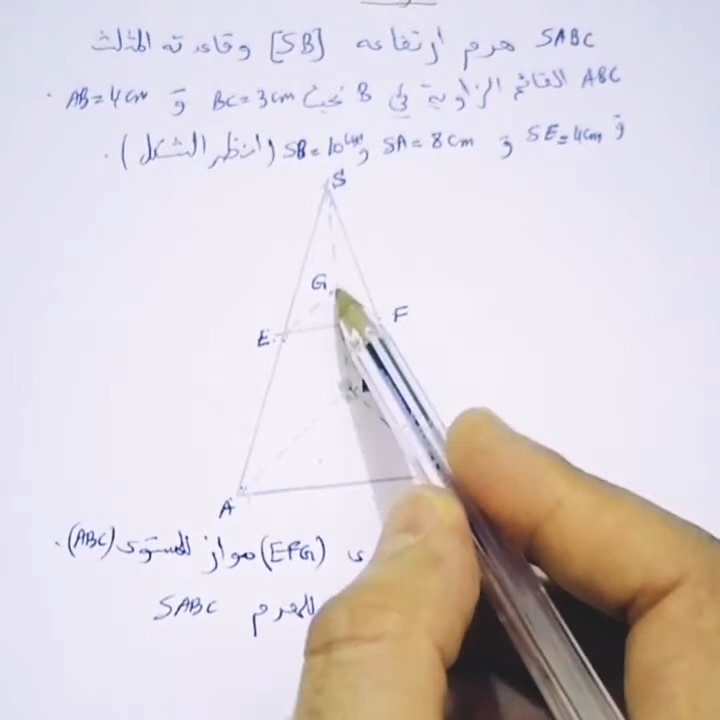 SABC هرم ارتفاعه [SB] وقاعدته المثلث
ABC القائم الزاوية في B بحيث BC=3cm و AB=4cm .
و SE=4cm و SA=8cm و SB=10cm (انظر الشكل).
S
G
E
F
A
(EFG) مواز للمستوى (ABC).
للهرم SABC